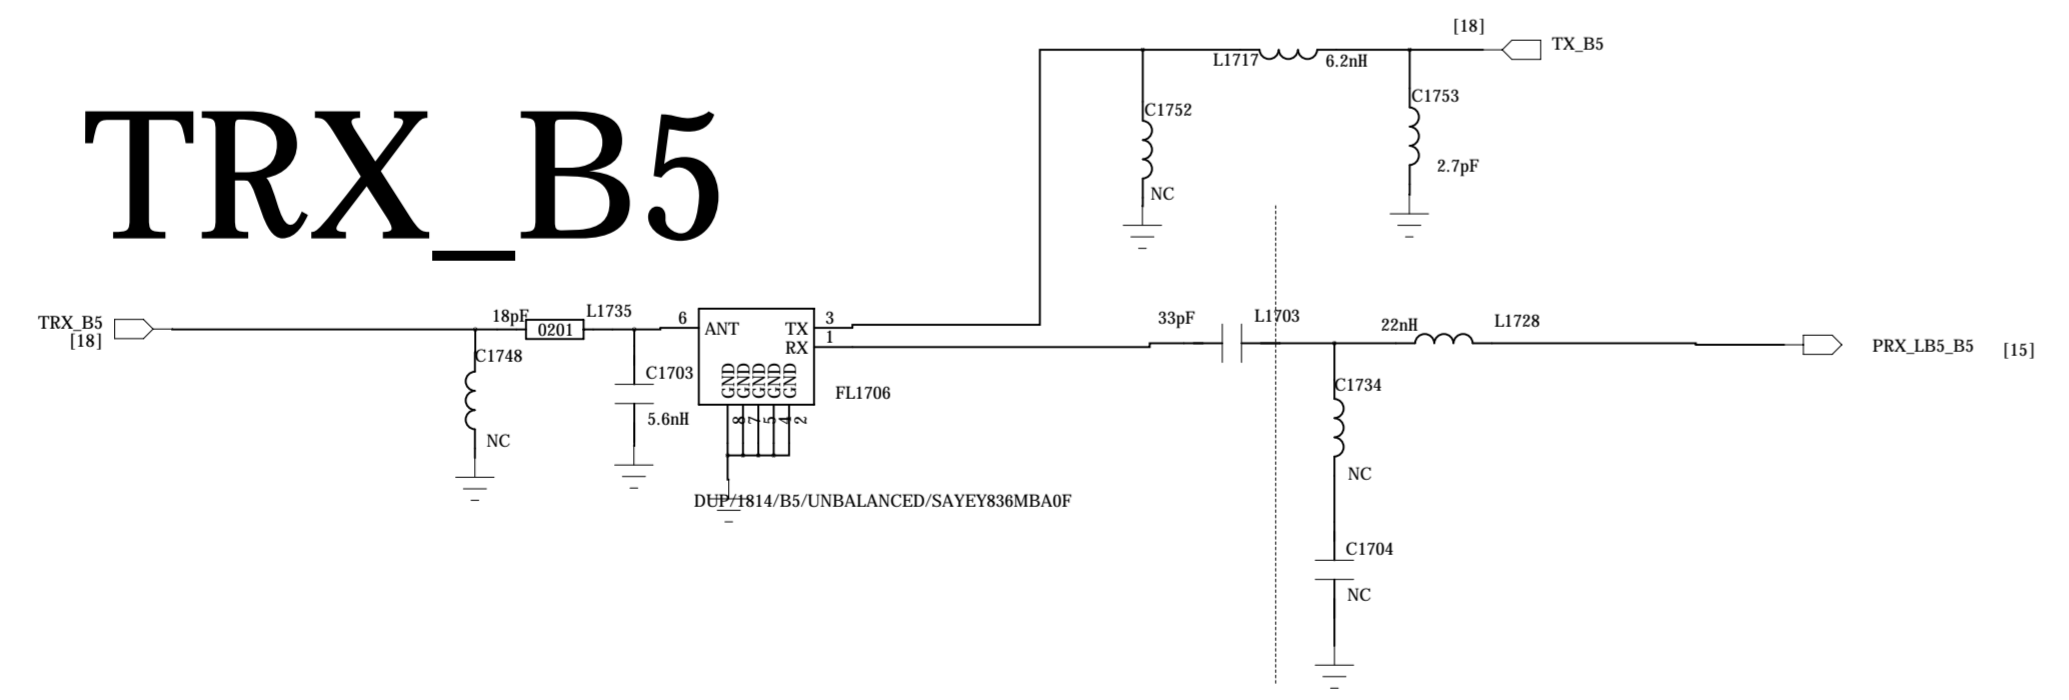 [18]
TX_B5
L1717
6.2nH
C1753
C1752
2.7pF
NC
TRX_B5
TRX_B5
[18]
18pF
0201
L1735
C1748
NC
C1703
5.6nH
6
ANT
TX
RX
3
1
GND
GND
GND
GND
GND
8
7
5
4
2
FL1706
DUP/1814/B5/UNBALANCED/SAYEY836MBA0F
33pF
L1703
22nH
L1728
PRX_LB5_B5
[15]
C1734
NC
C1704
NC